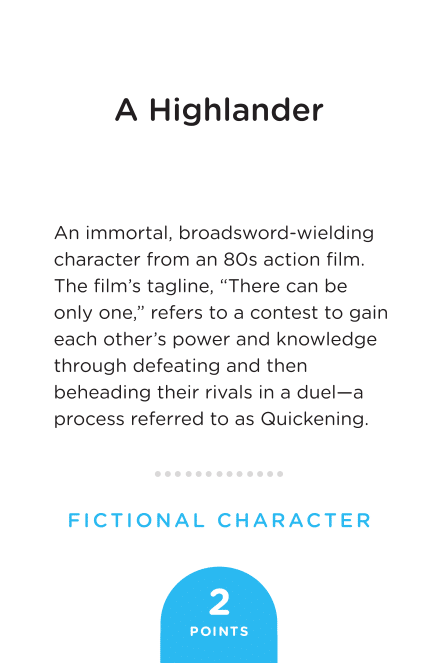 A Highlander
An immortal, broadsword-wielding
character from an 80s action film.
The film’s tagline, “There can be
only one,” refers to a contest to gain
each other’s power and knowledge
through defeating and then
beheading their rivals in a duel—a
process referred to as Quickening.
FICTIONAL CHARACTER
2
POINTS